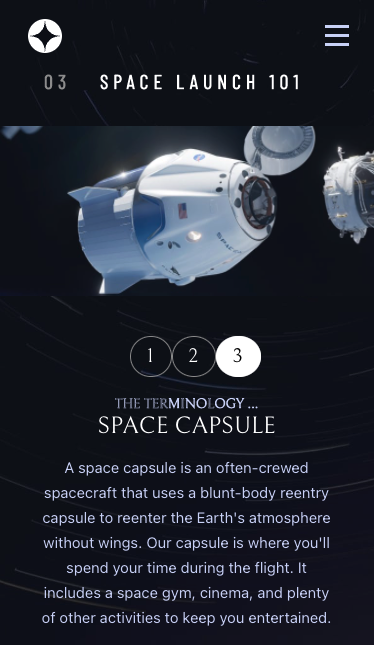 03 SPACE LAUNCH 101
SPACEX
1 2 3
THE TERMINOLOGY ...
SPACE CAPSULE
A space capsule is an often-crewed
spacecraft that uses a blunt-body reentry
capsule to reenter the Earth's atmosphere
without wings. Our capsule is where you'll
spend your time during the flight. It
includes a space gym, cinema, and plenty
of other activities to keep you entertained.